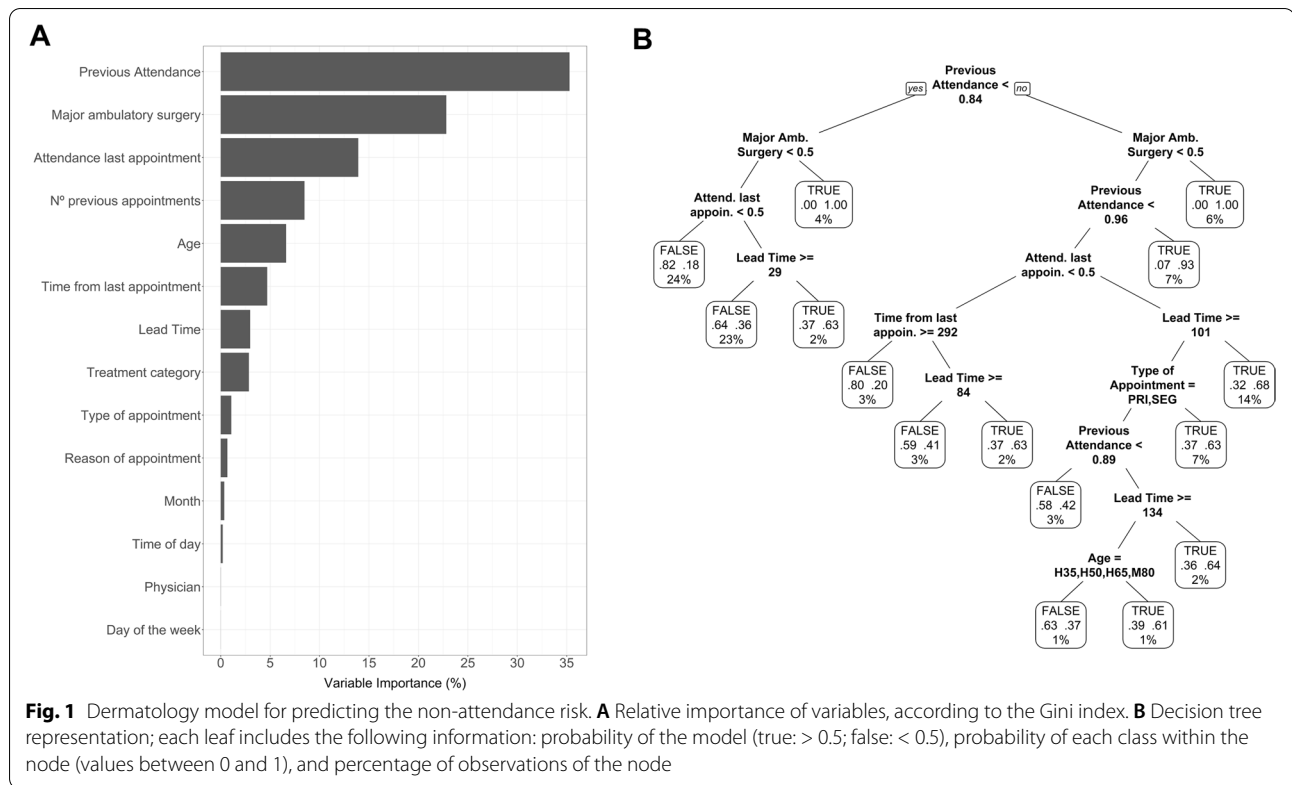 A
Previous Attendance
Major ambulatory surgery
Attendance last appointment
Nº previous appointments
Age
Time from last appointment
Lead Time
Treatment category
Type of appointment
Reason of appointment
Month
Time of day
Physician
Day of the week
0 5 10 15 20 25 30 35
Variable Importance (%)
B
Previous
yes Attendance < no
0.84
Major Amb.
Surgery < 0.5
Major Amb.
Surgery < 0.5
Attend. last
appoin. < 0.5
TRUE
.00 1.00
4%
Previous
Attendance <
0.96
TRUE
.00 1.00
6%
FALSE
.82 .18
24%
Lead Time >=
29
Attend. last
appoin. < 0.5
TRUE
.07 .93
7%
FALSE
.64 .36
23%
TRUE
.37 .63
2%
Time from last
appoin. >= 292
Lead Time >=
101
FALSE
.80 .20
3%
Lead Time >=
84
Type of
Appointment =
PRI,SEG
TRUE
.32 .68
14%
FALSE
.59 .41
3%
TRUE
.37 .63
2%
Previous
Attendance <
0.89
TRUE
.37 .63
7%
FALSE
.58 .42
3%
Lead Time >=
134
Age =
H35,H50,H65,M80
TRUE
.36 .64
2%
FALSE
.63 .37
1%
TRUE
.39 .61
1%
Fig. 1 Dermatology model for predicting the non-attendance risk. A Relative importance of variables, according to the Gini index. B Decision tree
representation; each leaf includes the following information: probability of the model (true: > 0.5; false: < 0.5), probability of each class within the
node (values between 0 and 1), and percentage of observations of the node